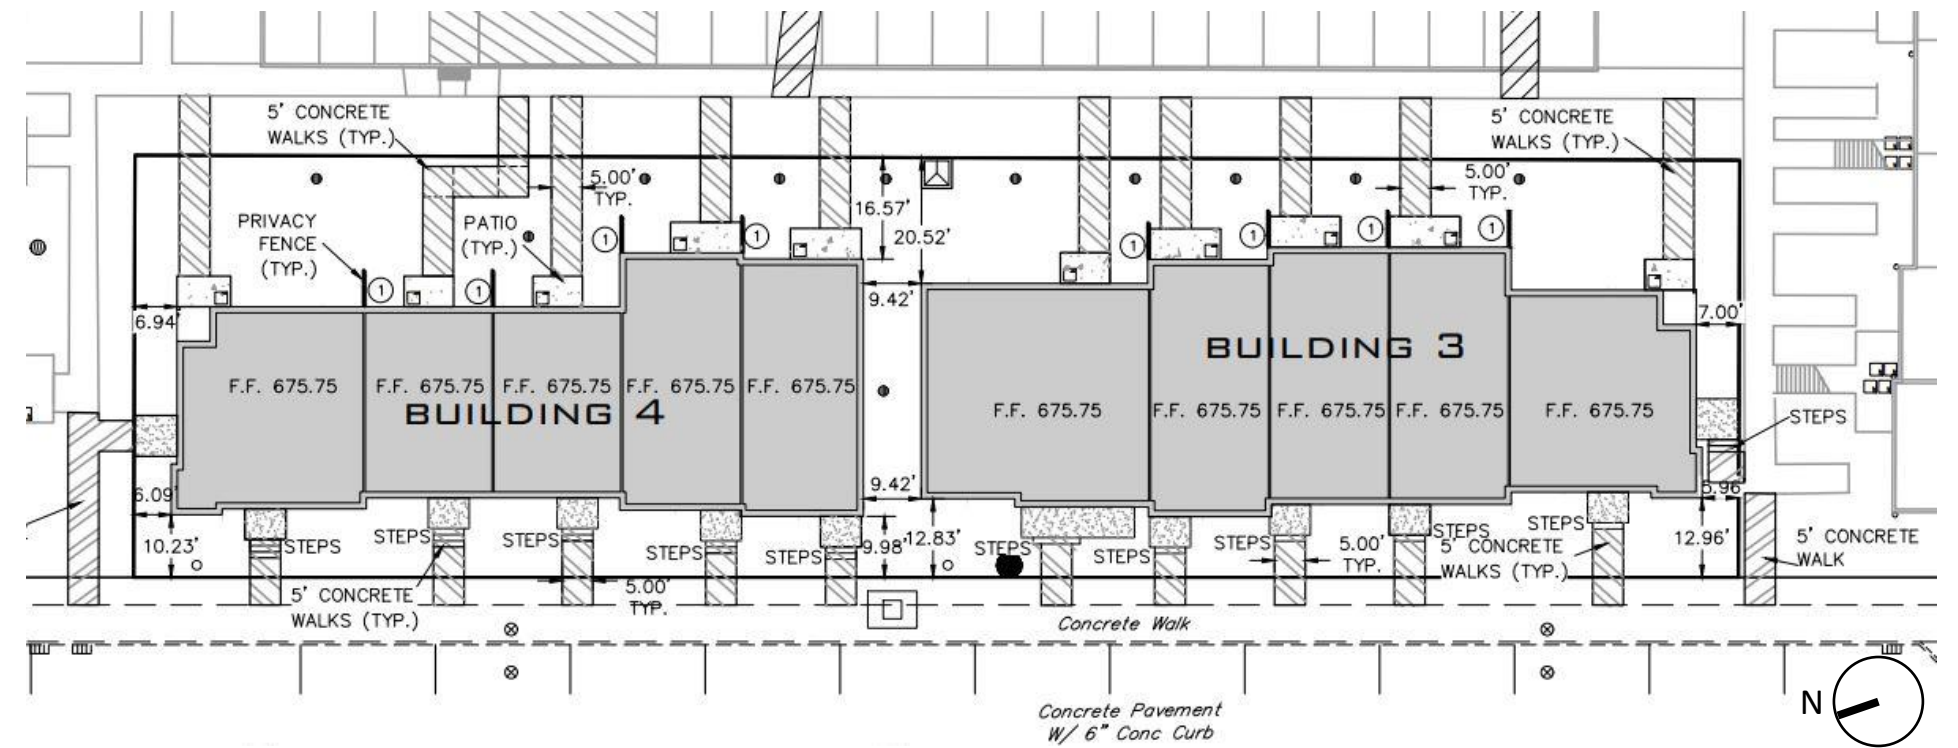 5' CONCRETE
WALKS (TYP.)
5' CONCRETE
WALKS (TYP.)
5.00'
TYP.
5.00'
TYP.
16.57'
20.52'
PRIVACY
FENCE
(TYP.)
PATIO
(TYP.)
1
1
1
1
1
1
1
1
9.42'
6.94'
7.00'
BUILDING 3
F.F. 675.75
F.F. 675.75
F.F. 675.75
F.F. 675.75
F.F. 675.75
BUILDING 4
F.F. 675.75
F.F. 675.75
F.F. 675.75
F.F. 675.75
F.F. 675.75
STEPS
6.09'
9.42'
5.96
10.23'
STEPS
STEPS
STEPS
STEPS
STEPS
9.98'
12.83'
STEPS
STEPS
STEPS
STEPS
STEPS
12.96'
5' CONCRETE
WALK
5.00'
TYP.
5' CONCRETE
WALKS (TYP.)
5' CONCRETE
WALKS (TYP.)
5.00'
TYP.
Concrete Walk
Concrete Pavement
W/ 6" Conc Curb
N